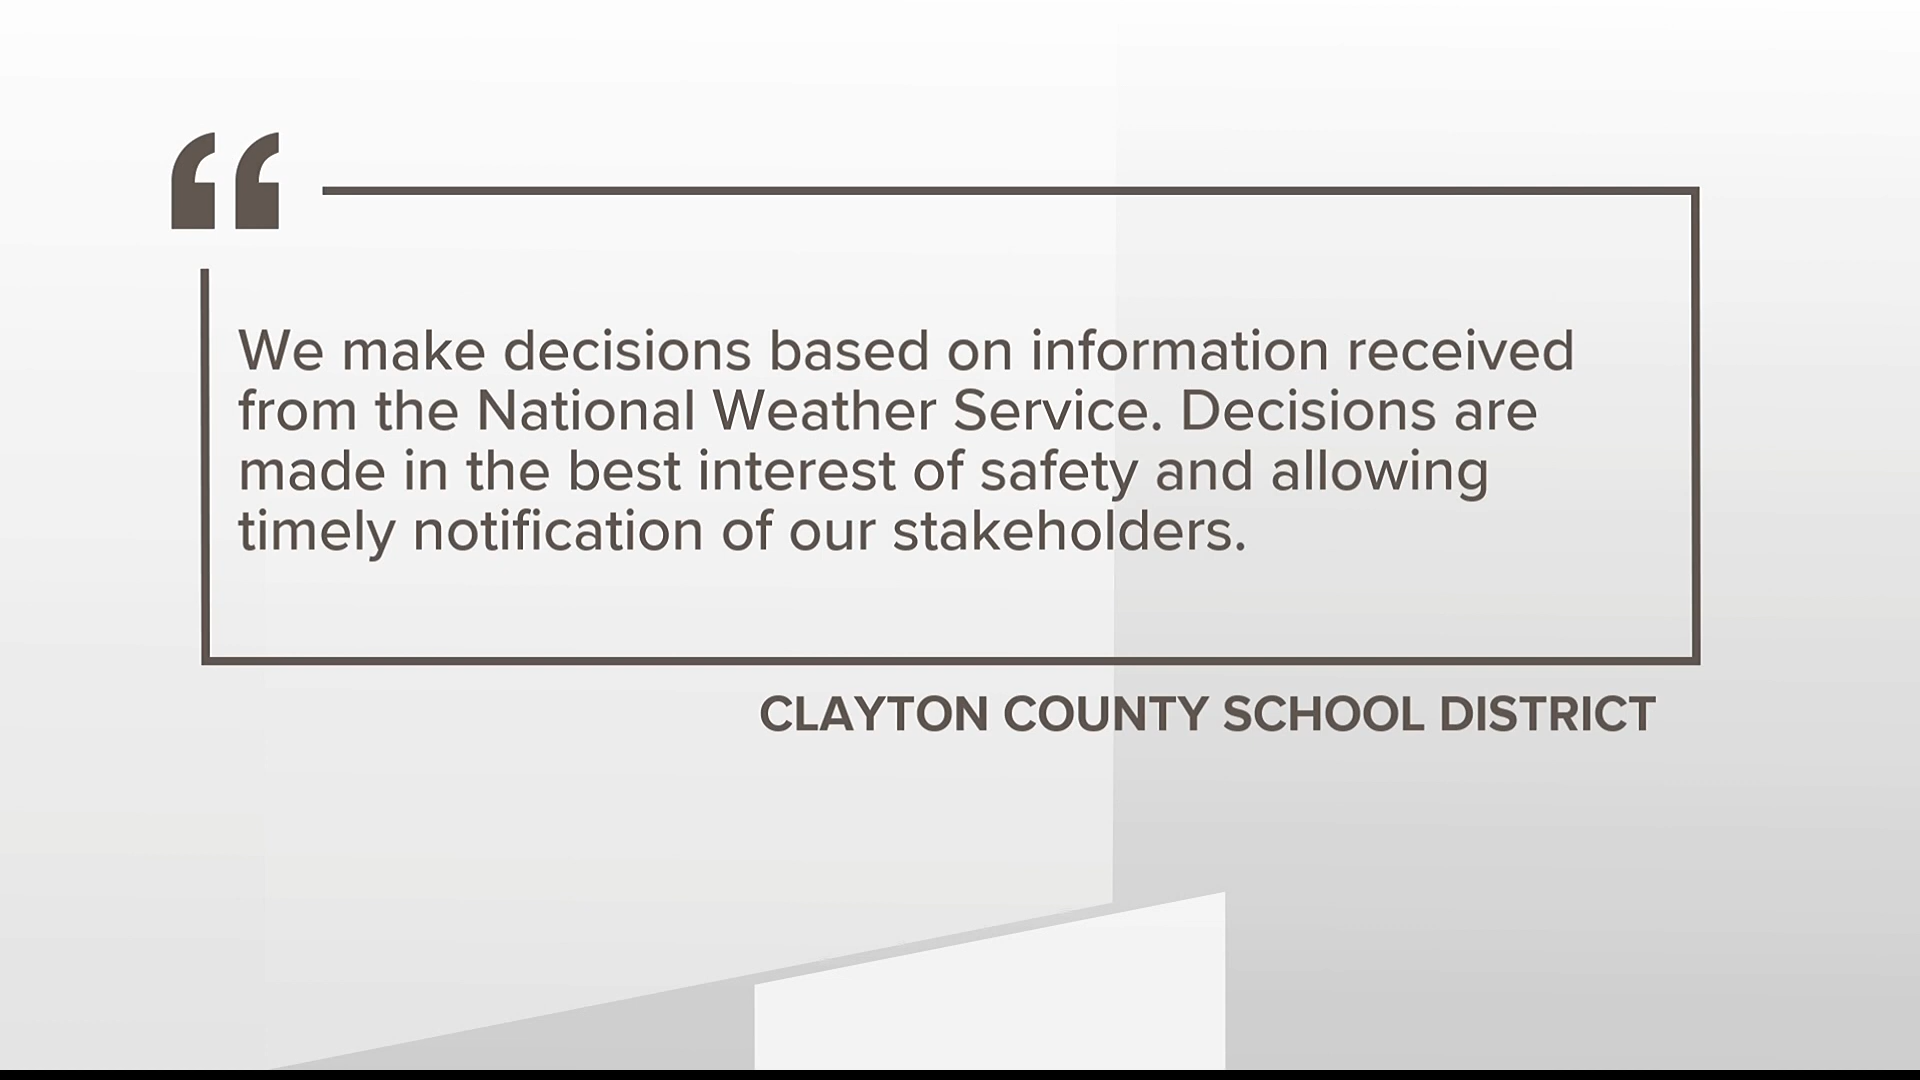 “
We make decisions based on information received
from the National Weather Service. Decisions are
made in the best interest of safety and allowing
timely notification of our stakeholders.
CLAYTON COUNTY SCHOOL DISTRICT